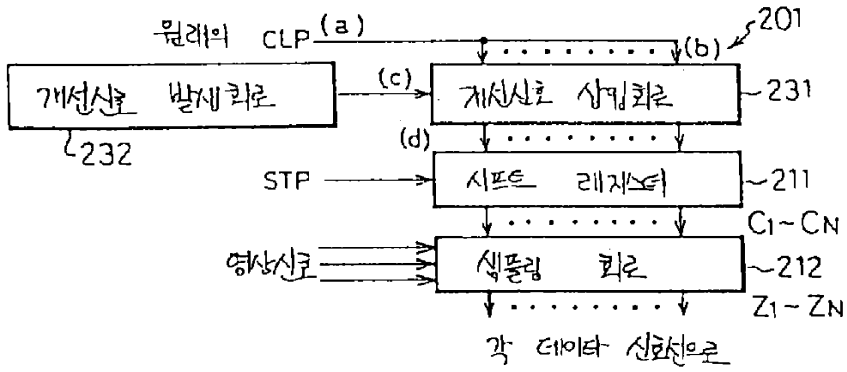 201
원래의 CLP (a)
(b)
개선신호 발생회로
(c)
개선신호 삽입회로
231
232
(d)
STP
시프트 레지스터
211
C1~CN
영상신호
샘플링 회로
212
Z1~ZN
각 데이타 신호선으로